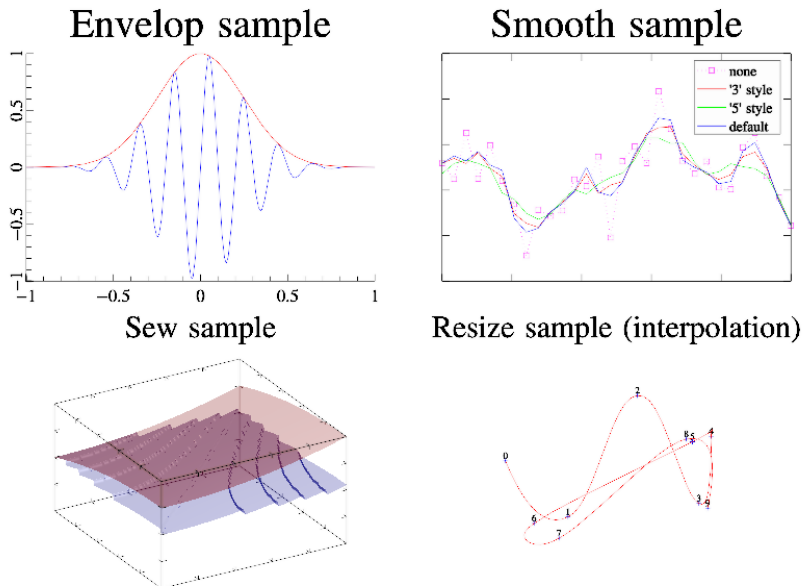 Envelop sample
Smooth sample
1
0.5
0
−0.5
−1
−1
−0.5
0
0.5
1
none
'3' style
'5' style
default
Sew sample
Resize sample (interpolation)
0
1
2
3
4
5
6
7
8
9